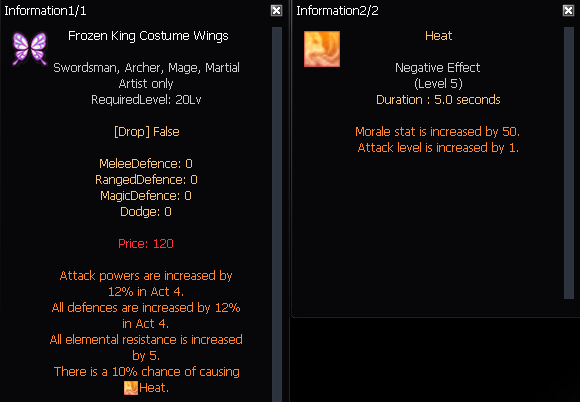 Information1/1
Frozen King Costume Wings
Swordsman, Archer, Mage, Martial
Artist only
RequiredLevel: 20Lv
[Drop] False
MeleeDefence: 0
RangedDefence: 0
MagicDefence: 0
Dodge: 0
Price: 120
Attack powers are increased by
12% in Act 4.
All defences are increased by 12%
in Act 4.
All elemental resistance is increased
by 5.
There is a 10% chance of causing
Heat.
Information2/2
Heat
Negative Effect
(Level 5)
Duration : 5.0 seconds
Morale stat is increased by 50.
Attack level is increased by 1.